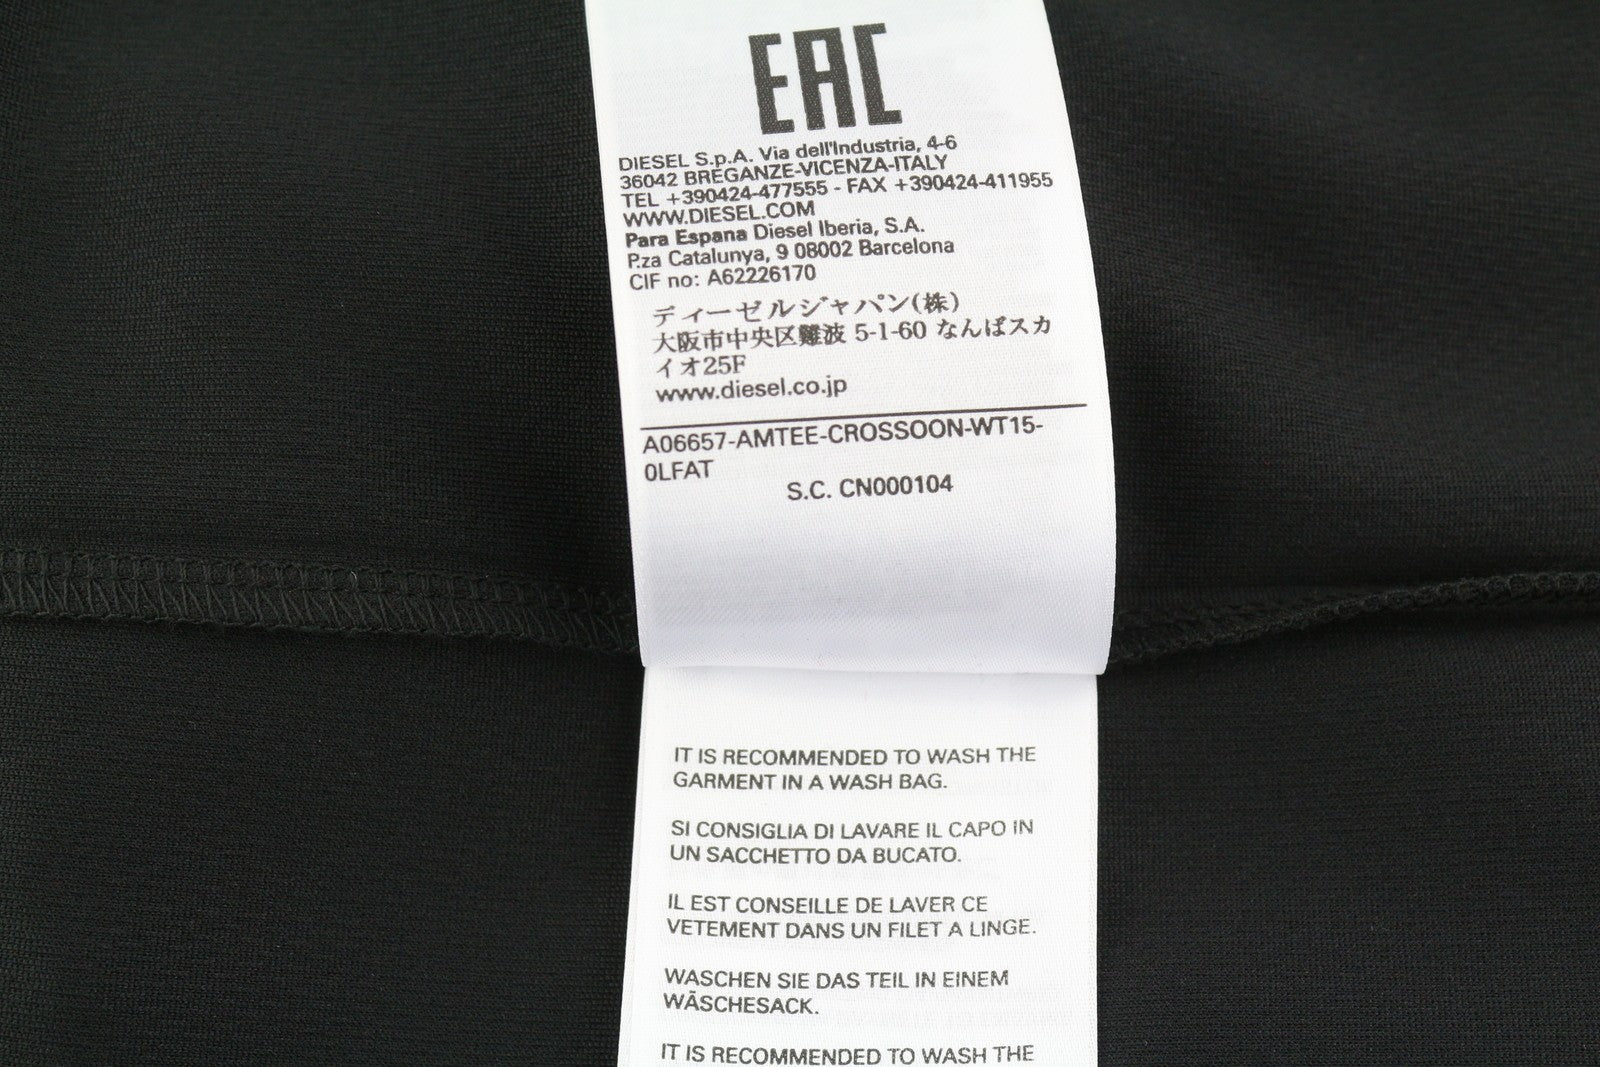 EAC
DIESEL S.p.A. Via dell'Industria, 4-6
36042 BREGANZE-VICENZA-ITALY
TEL +390424-477555 - FAX +390424-411955
WWW.DIESEL.COM
Para Espana Diesel Iberia, S.A.
P.za Catalunya, 9 08002 Barcelona
CIF no: A62226170
ディーゼルジャパン(株)
大阪市中央区難波 5-1-60 なんばスカ
イオ25F
www.diesel.co.jp
A06657-AMTEE-CROSSOON-WT15-
0LFAT
S.C. CN000104
IT IS RECOMMENDED TO WASH THE
GARMENT IN A WASH BAG.
SI CONSIGLIA DI LAVARE IL CAPO IN
UN SACCHETTO DA BUCATO.
IL EST CONSEILLE DE LAVER CE
VETEMENT DANS UN FILET A LINGE.
WASCHEN SIE DAS TEIL IN EINEM
WÄSCHESACK.
IT IS RECOMMENDED TO WASH THE